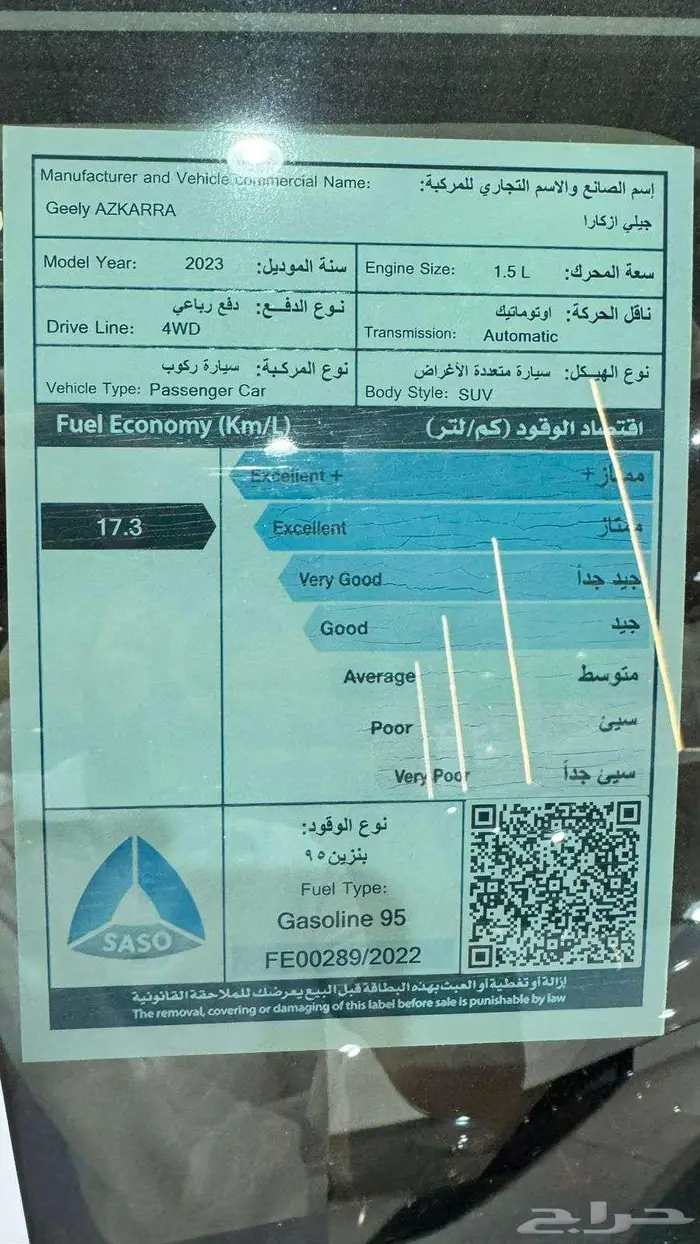 Manufacturer and Vehicle commercial Name: إسم الصانع والاسم التجاري للمركبة:
Geely AZKARRA جيلي ازكارا
Model Year: 2023 سنة الموديل:
Engine Size: 1.5 L سعة المحرك:
نوع الدفع: دفع رباعي
Drive Line: 4WD
ناقل الحركة: اوتوماتيك
Transmission: Automatic
نوع المركبة: سيارة ركوب
Vehicle Type: Passenger Car
نوع الهيكل: سيارة متعددة الأغراض
Body Style: SUV
Fuel Economy (Km/L) اقتصاد الوقود (كم/لتر)
Excellent + ممتاز+
17.3
Excellent ممتاز
Very Good جيد جداً
Good جيد
Average متوسط
Poor سيئ
Very Poor سيئ جداً
SASO
نوع الوقود:
بنزين ٩٥
Fuel Type:
Gasoline 95
FE00289/2022
إزالة أو تغطية أو العبث بهذه البطاقة قبل البيع يعرضك للملاحقة القانونية
The removal, covering or damaging of this label before sale is punishable by law
حراج